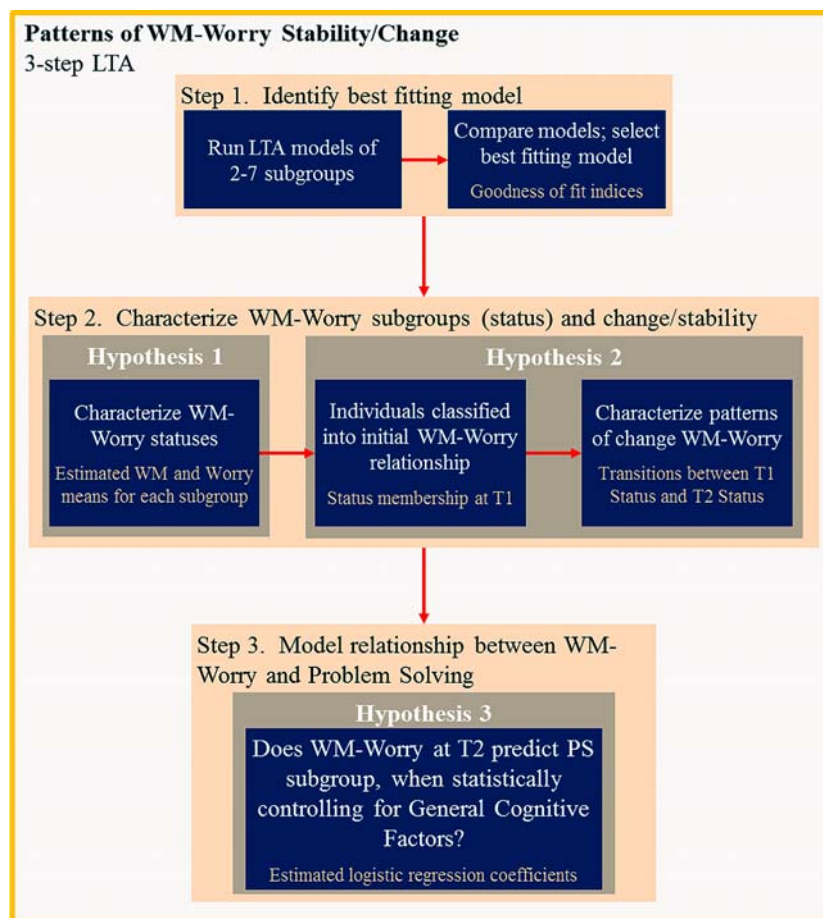 Patterns of WM-Worry Stability/Change
3-step LTA
Step 1.  Identify best fitting model
Run LTA models of
2-7 subgroups
Compare models; select
best fitting model
Goodness of fit indices
Step 2.  Characterize WM-Worry subgroups (status) and change/stability
Hypothesis 1
Characterize WM-
Worry statuses
Estimated WM and Worry
means for each subgroup
Hypothesis 2
Individuals classified
into initial WM-Worry
relationship
Status membership at T1
Characterize patterns
of change WM-Worry
Transitions between T1
Status and T2 Status
Step 3.  Model relationship between WM-
Worry and Problem Solving
Hypothesis 3
Does WM-Worry at T2 predict PS
subgroup, when statistically
controlling for General Cognitive
Factors?
Estimated logistic regression coefficients